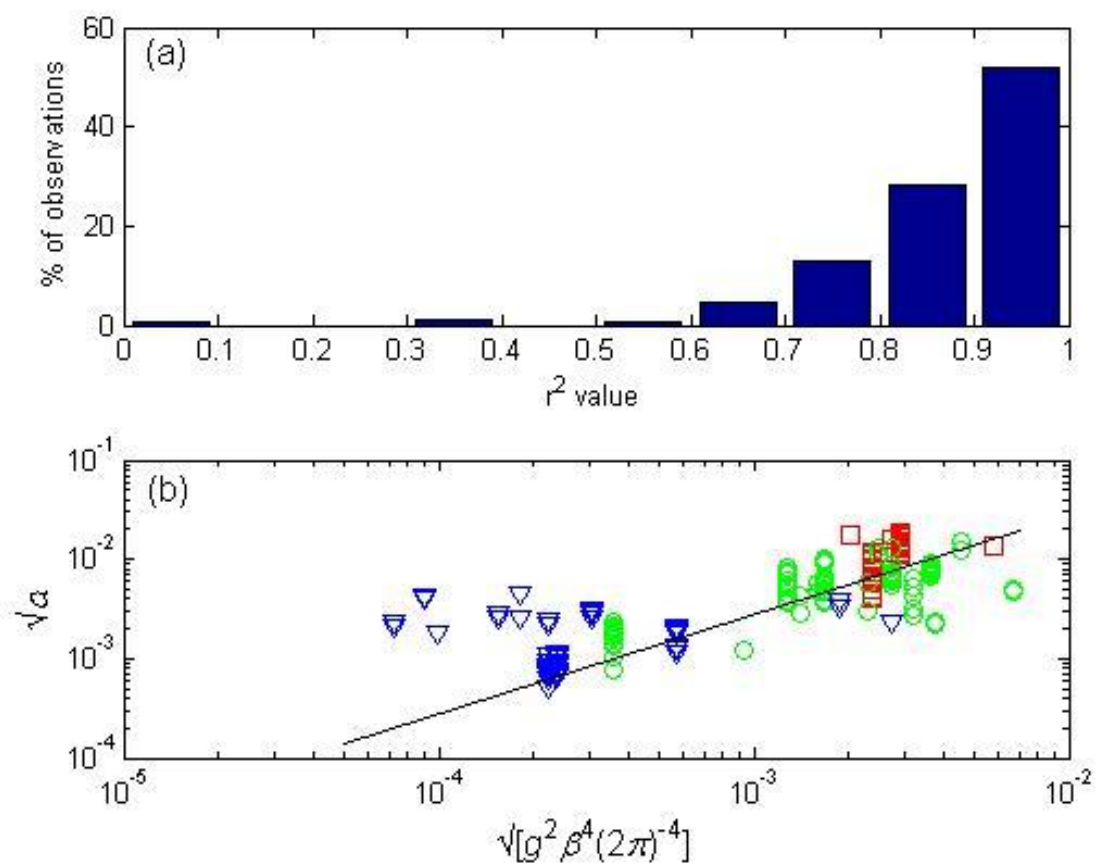 (a)
% of observations
60
40
20
0
0 0.1 0.2 0.3 0.4 0.5 0.6 0.7 0.8 0.9 1
r² value
(b)
√α
10⁻¹
10⁻²
10⁻³
10⁻⁴
10⁻⁵ 10⁻⁴ 10⁻³ 10⁻²
√[g²β⁴(2π)⁻⁴]